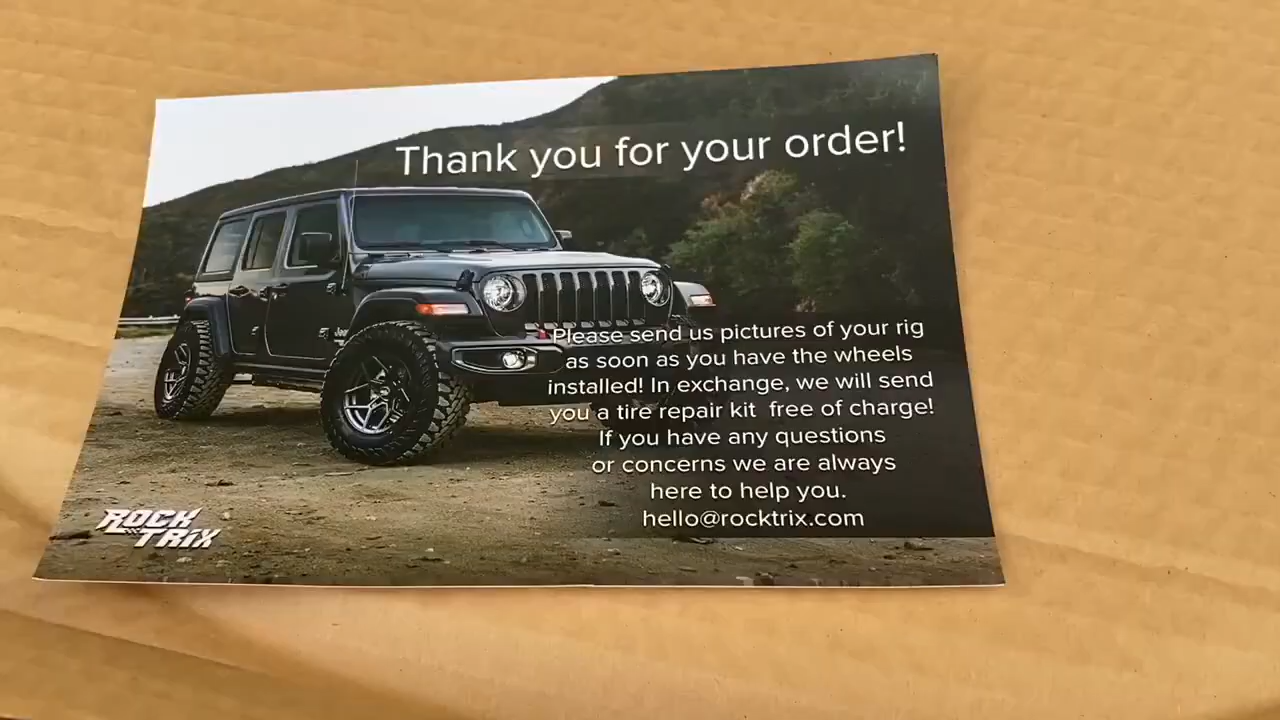 Thank you for your order!
Please send us pictures of your rig
as soon as you have the wheels
installed! In exchange, we will send
you a tire repair kit  free of charge!
If you have any questions
or concerns we are always
here to help you.
hello@rocktrix.com
ROCK
TRIX